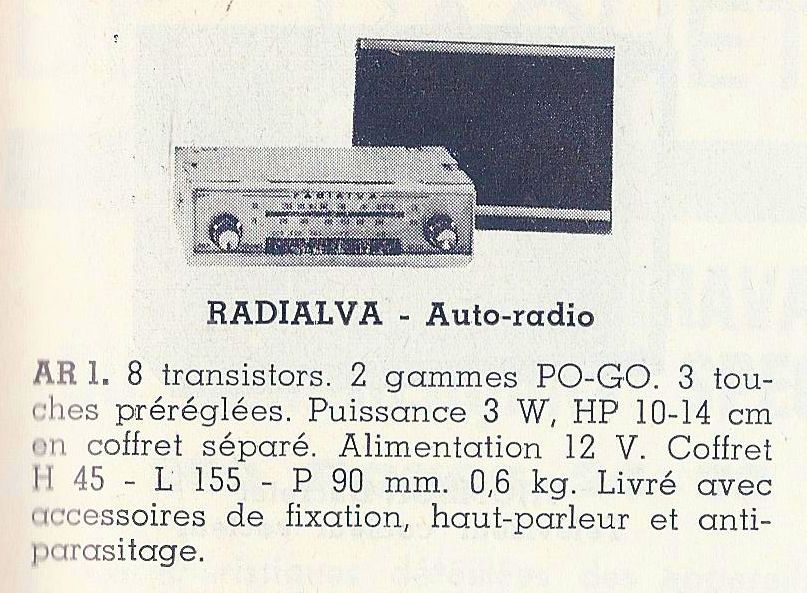 RADIALVA
RADIALVA - Auto-radio
AR 1. 8 transistors. 2 gammes PO-GO. 3 tou-
ches préréglées. Puissance 3 W, HP 10-14 cm
en coffret séparé. Alimentation 12 V. Coffret
H 45 - L 155 - P 90 mm. 0,6 kg. Livré avec
accessoires de fixation, haut-parleur et anti-
parasitage.